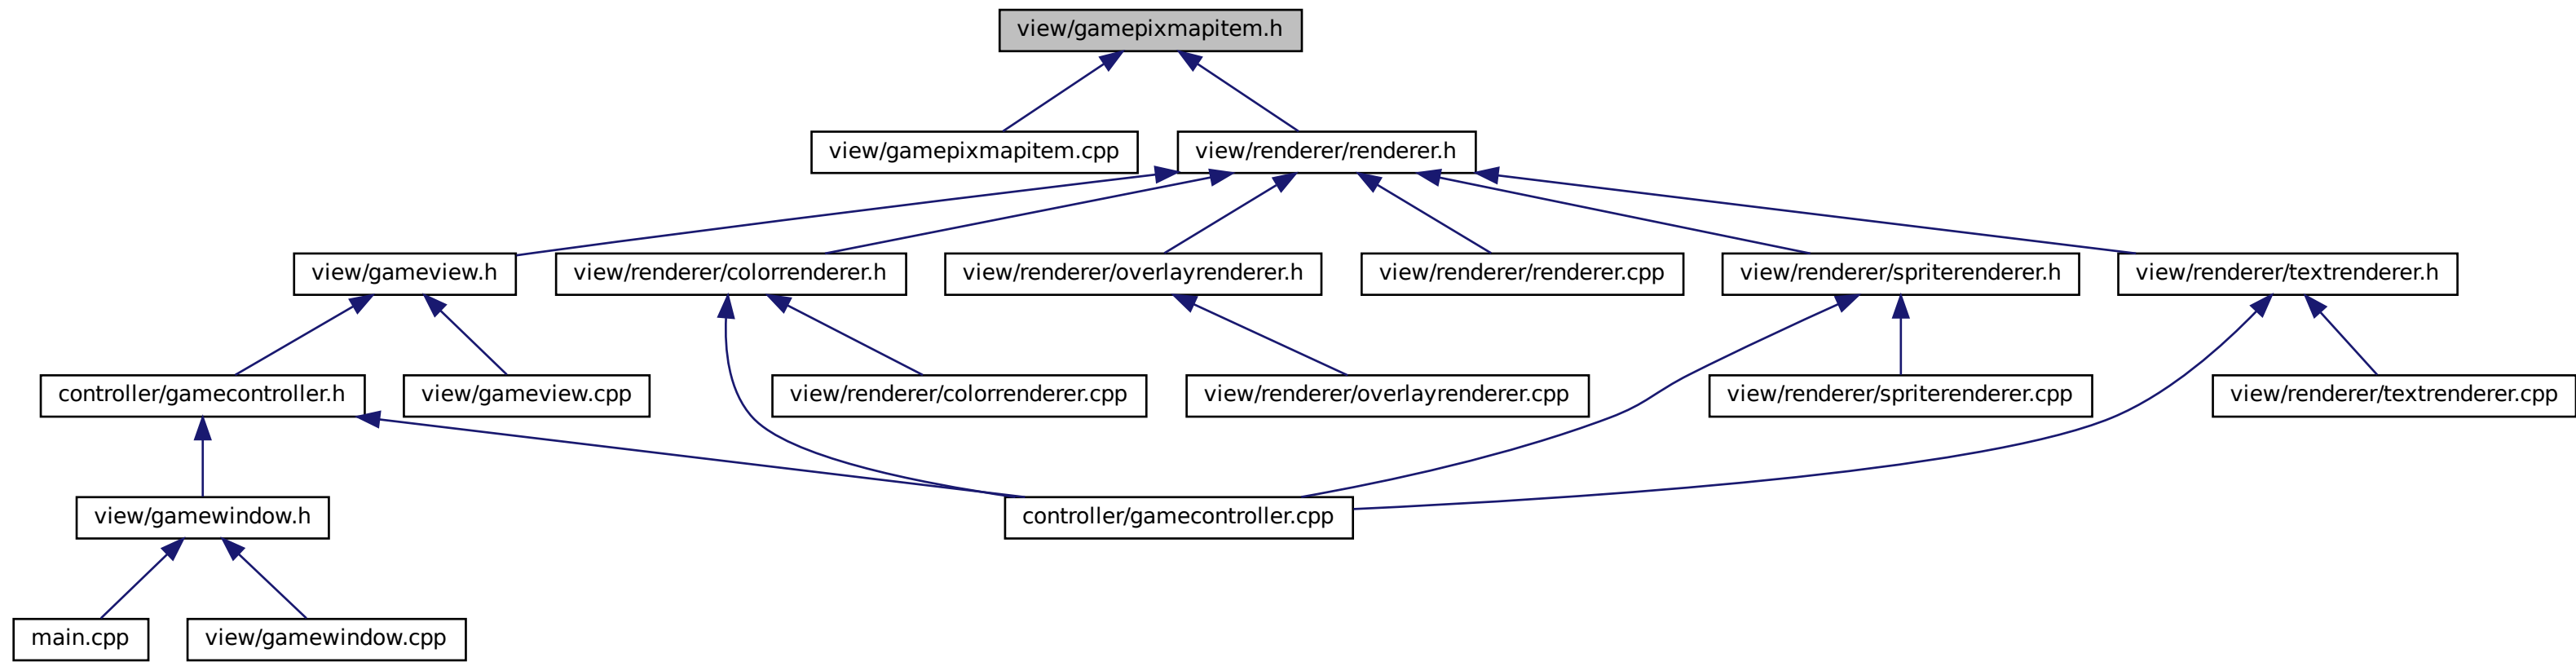 view/gamepixmapitem.h
view/gamepixmapitem.cpp
view/renderer/renderer.h
view/gameview.h
view/renderer/colorrenderer.h
view/renderer/overlayrenderer.h
view/renderer/renderer.cpp
view/renderer/spriterenderer.h
view/renderer/textrenderer.h
controller/gamecontroller.h
view/gameview.cpp
view/renderer/colorrenderer.cpp
view/renderer/overlayrenderer.cpp
view/renderer/spriterenderer.cpp
view/renderer/textrenderer.cpp
view/gamewindow.h
controller/gamecontroller.cpp
main.cpp
view/gamewindow.cpp